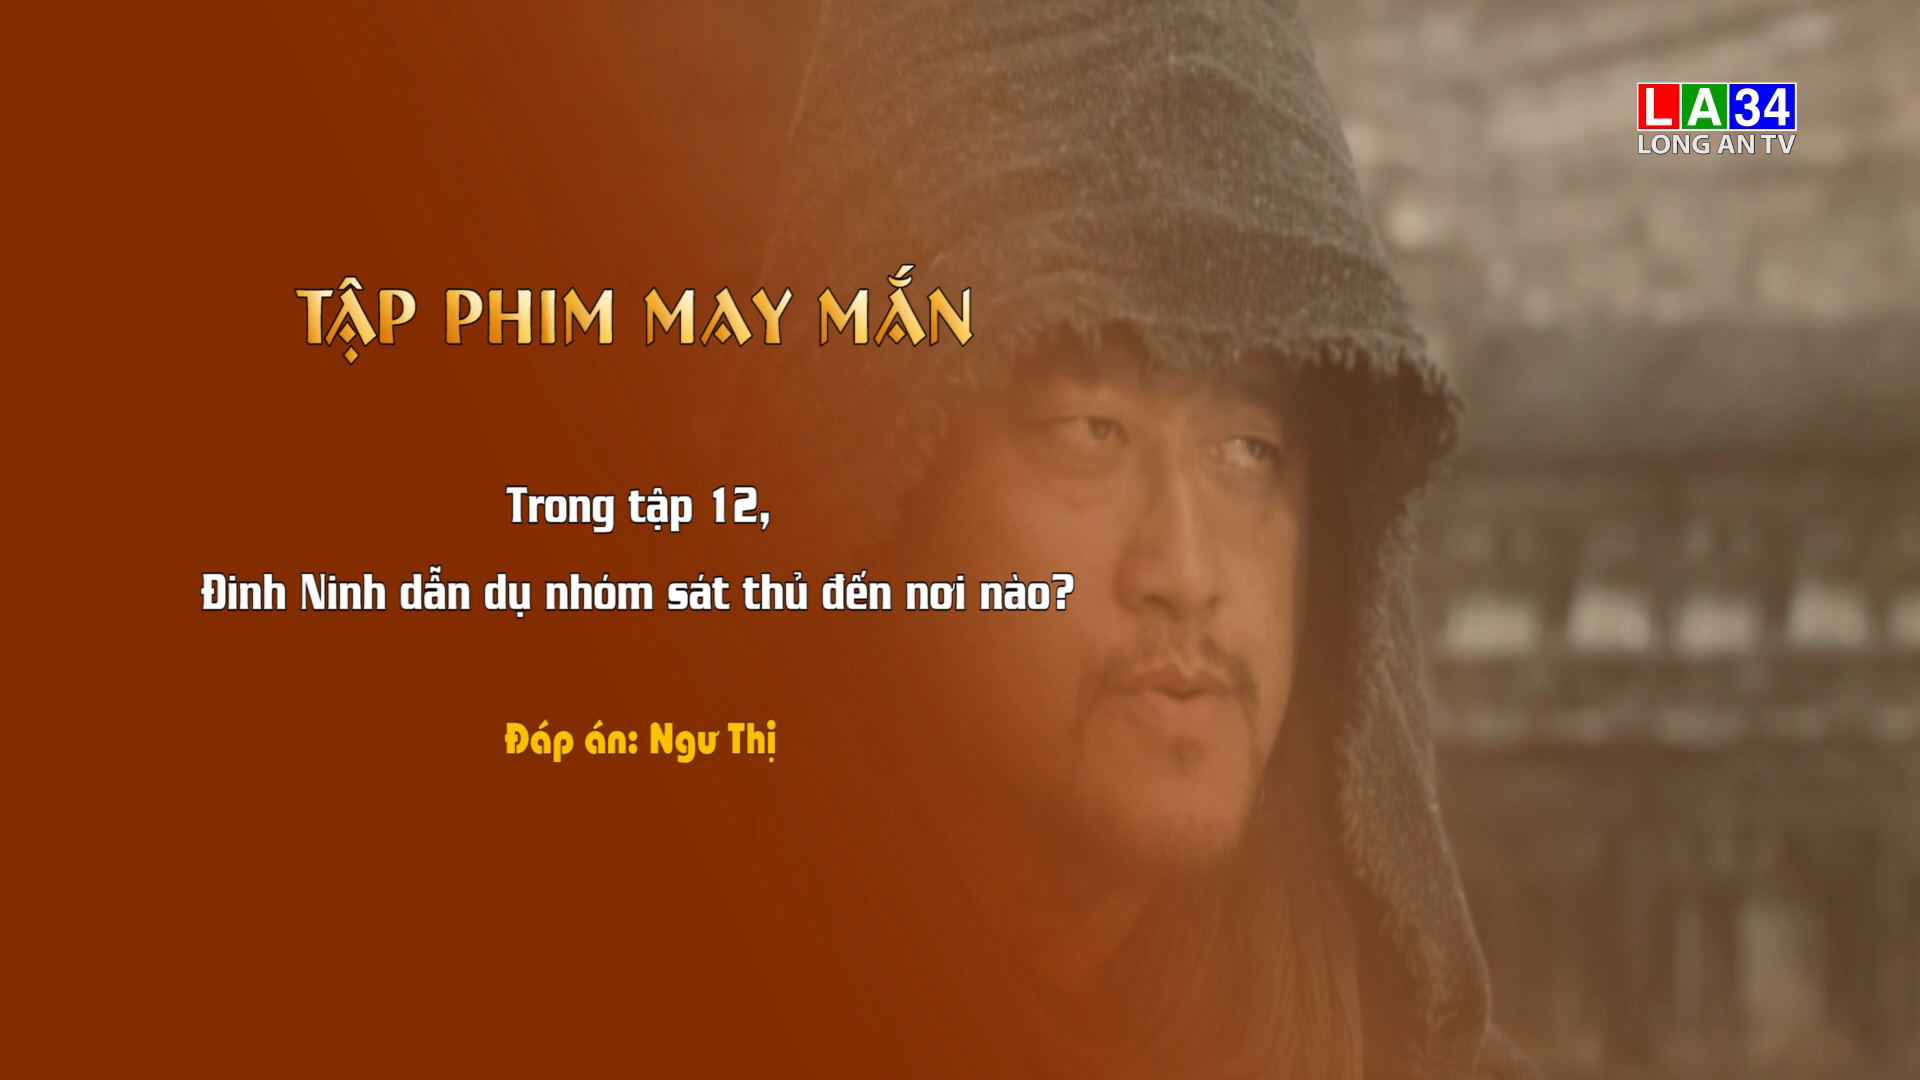 LA34
LONG AN TV
TẬP PHIM MAY MẮN
Trong tập 12,
Đinh Ninh dẫn dụ nhóm sát thủ đến nơi nào?
Đáp án: Ngư Thị